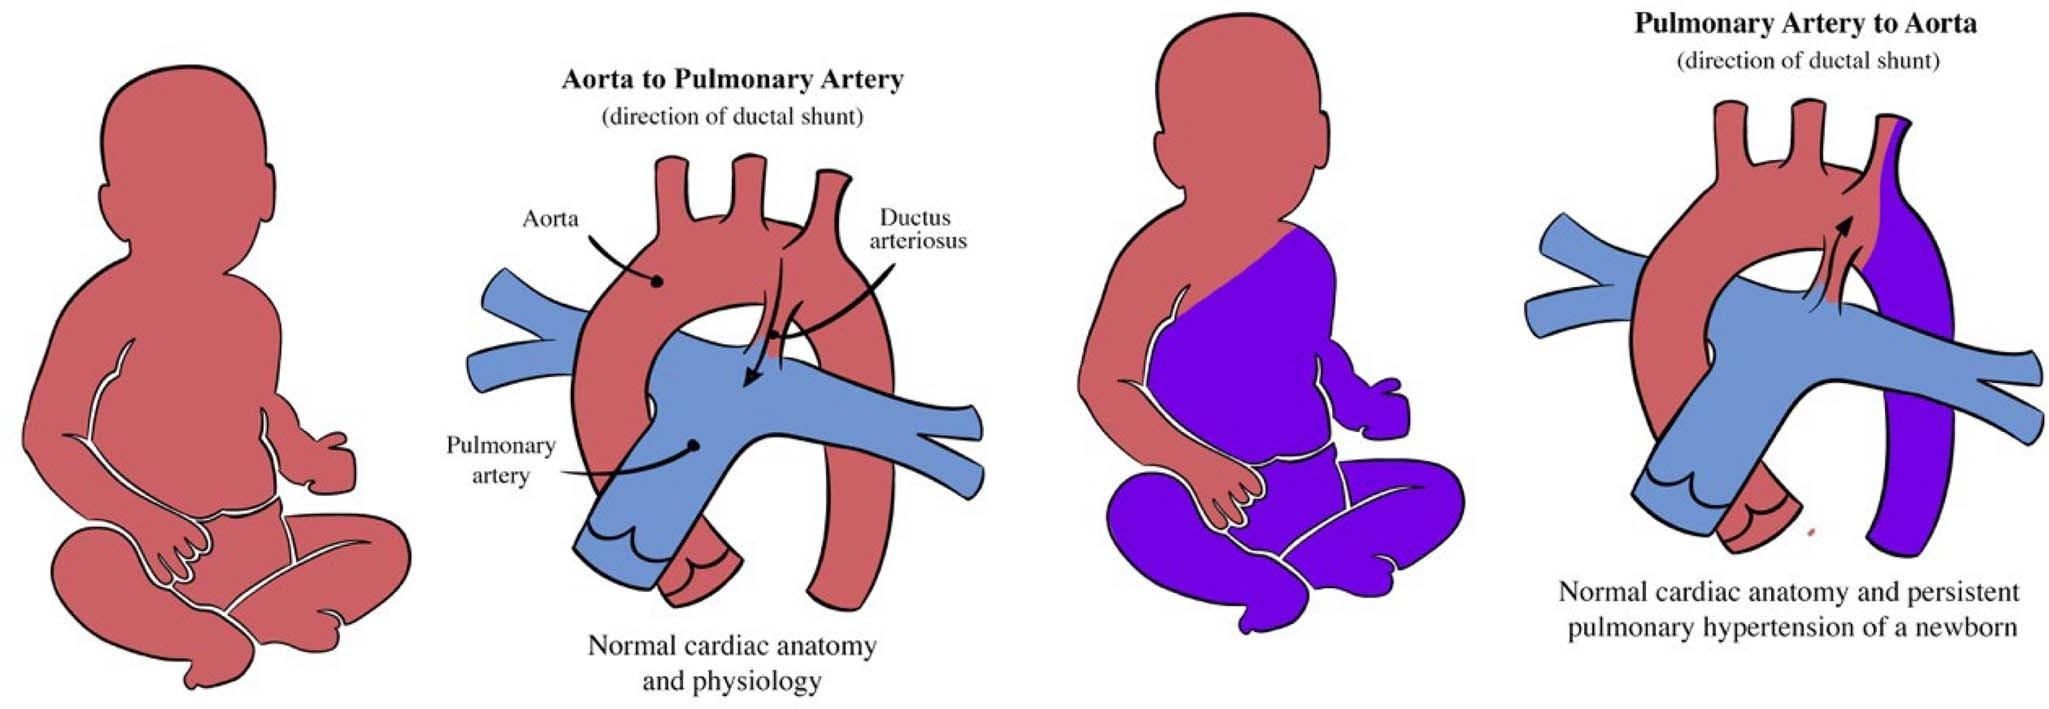 Aorta to Pulmonary Artery
(direction of ductal shunt)
Aorta
Ductus
arteriosus
Pulmonary
artery
Normal cardiac anatomy
and physiology
Pulmonary Artery to Aorta
(direction of ductal shunt)
Normal cardiac anatomy and persistent
pulmonary hypertension of a newborn